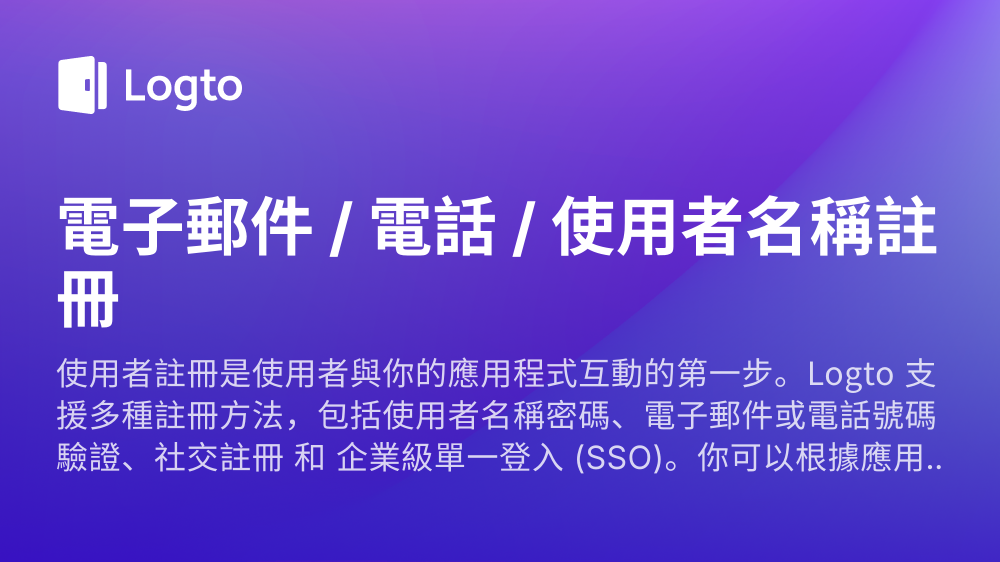 Logto
電子郵件 / 電話 / 使用者名稱註
冊
使用者註冊是使用者與你的應用程式互動的第一步。Logto 支
援多種註冊方法，包括使用者名稱密碼、電子郵件或電話號碼
驗證、社交註冊 和 企業級單一登入 (SSO)。你可以根據應用..